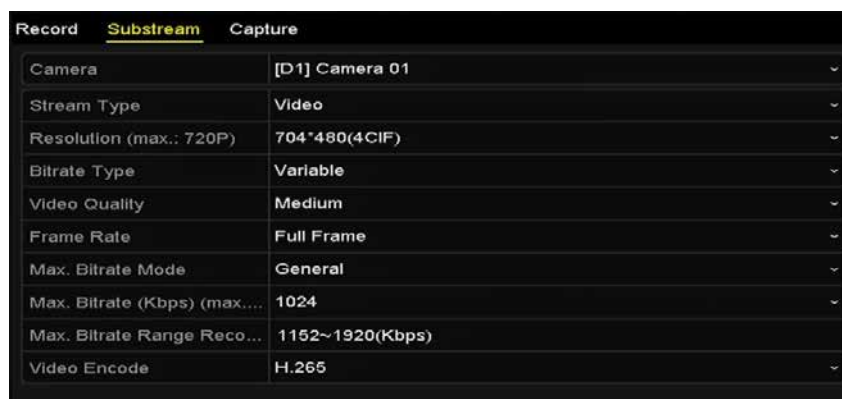 Record Substream Capture
Camera [D1] Camera 01
Stream Type Video
Resolution (max.: 720P) 704*480(4CIF)
Bitrate Type Variable
Video Quality Medium
Frame Rate Full Frame
Max. Bitrate Mode General
Max. Bitrate (Kbps) (max.... 1024
Max. Bitrate Range Reco... 1152~1920(Kbps)
Video Encode H.265